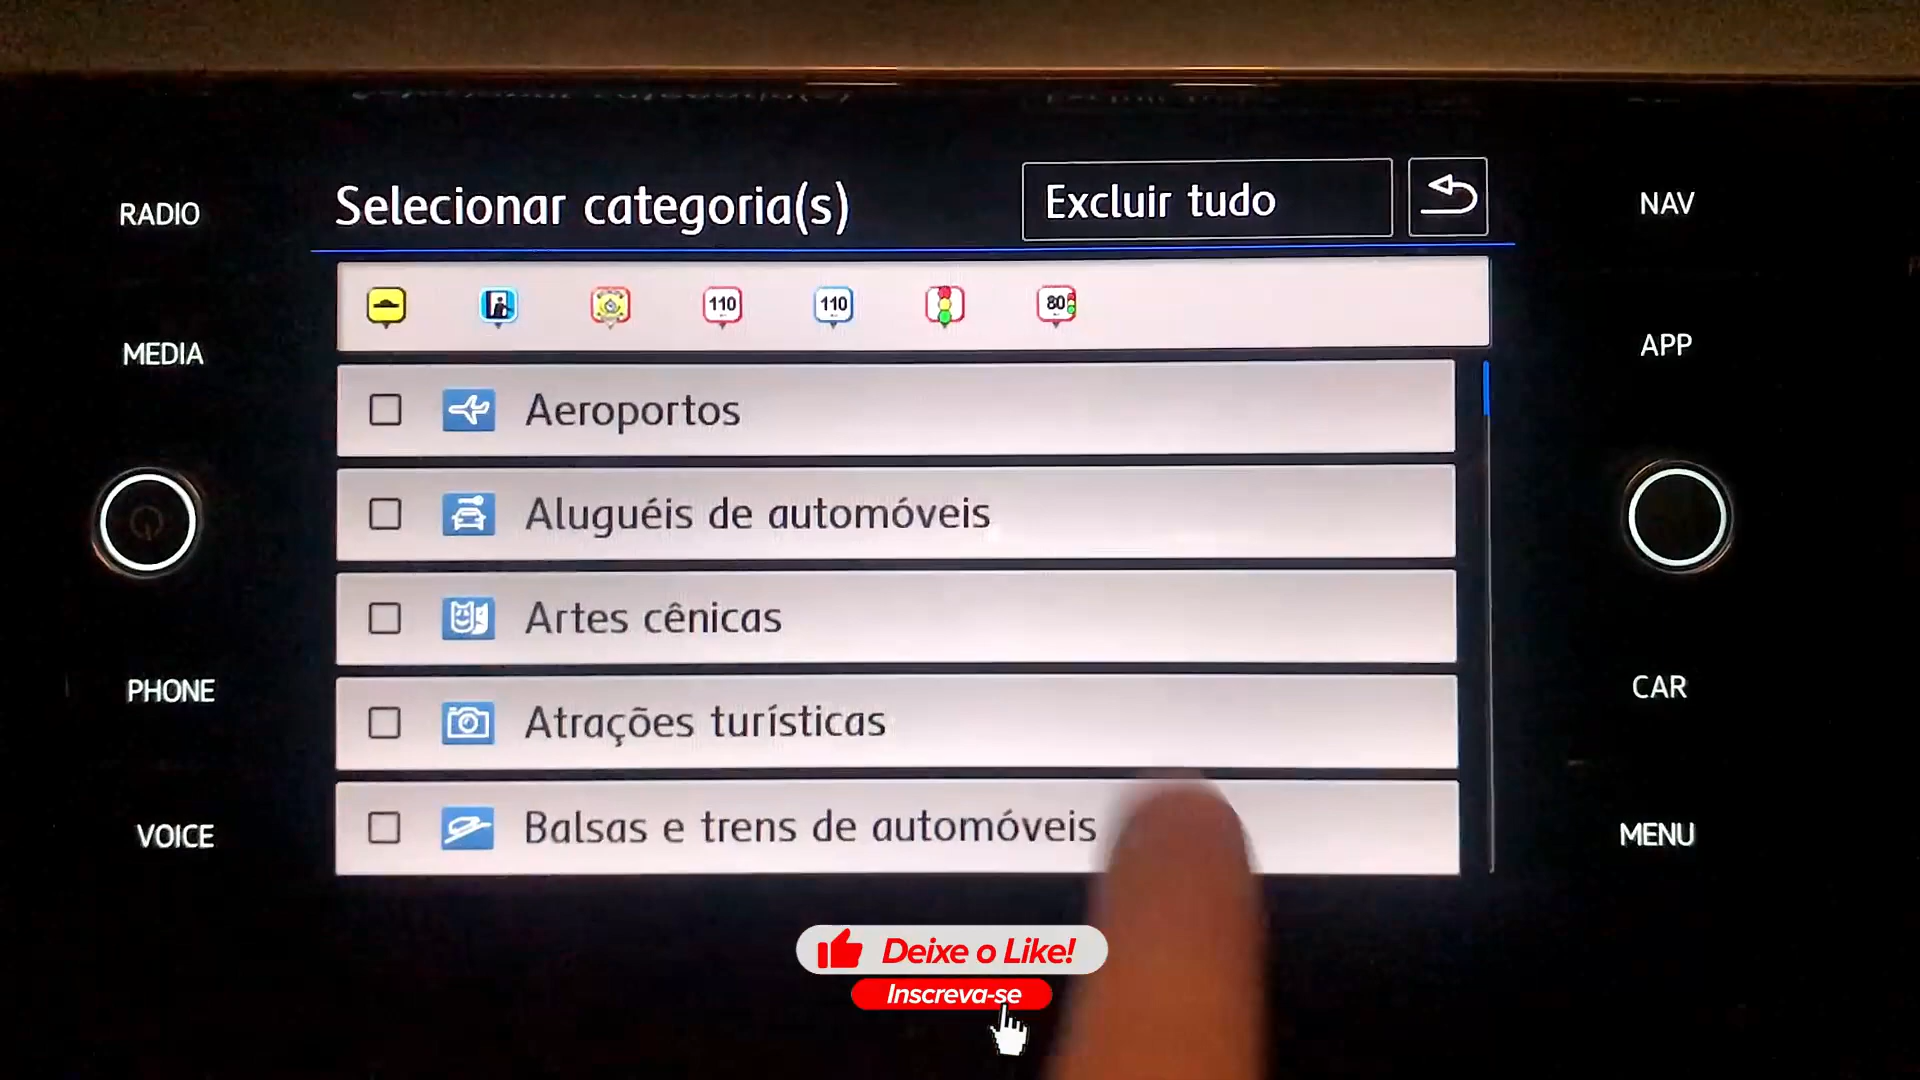 RADIO
MEDIA
PHONE
VOICE
Selecionar categoria(s)
Excluir tudo
110
110
80
Aeroportos
Aluguéis de automóveis
Artes cênicas
Atrações turísticas
Balsas e trens de automóveis
NAV
APP
CAR
MENU
Deixe o Like!
Inscreva-se